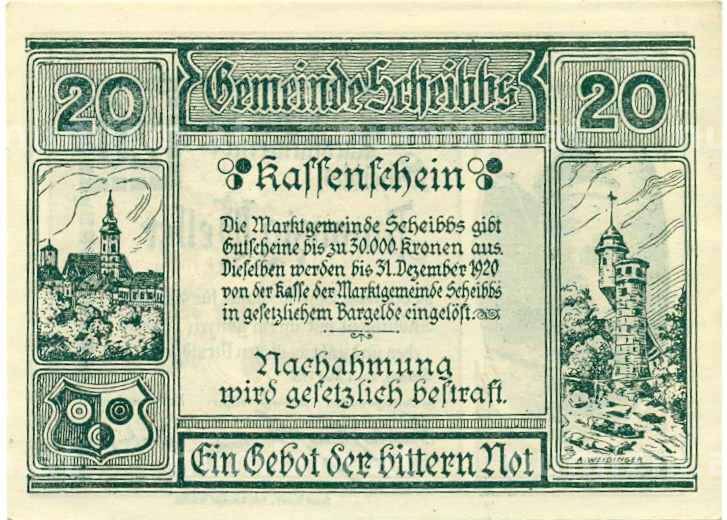 20
Gemeinde Scheibbs
20
Kassenschein
Die Marktgemeinde Scheibbs gibt
Gutscheine bis zu 30.000 Kronen aus.
Dieselben werden bis 31. Dezember 1920
von der Kasse der Marktgemeinde Scheibbs
in gesetzlichem Bargelde eingelöst
Nachahmung
wird gesetzlich bestraft.
Ein Gebot der bittern Not
A. WEIDINGER